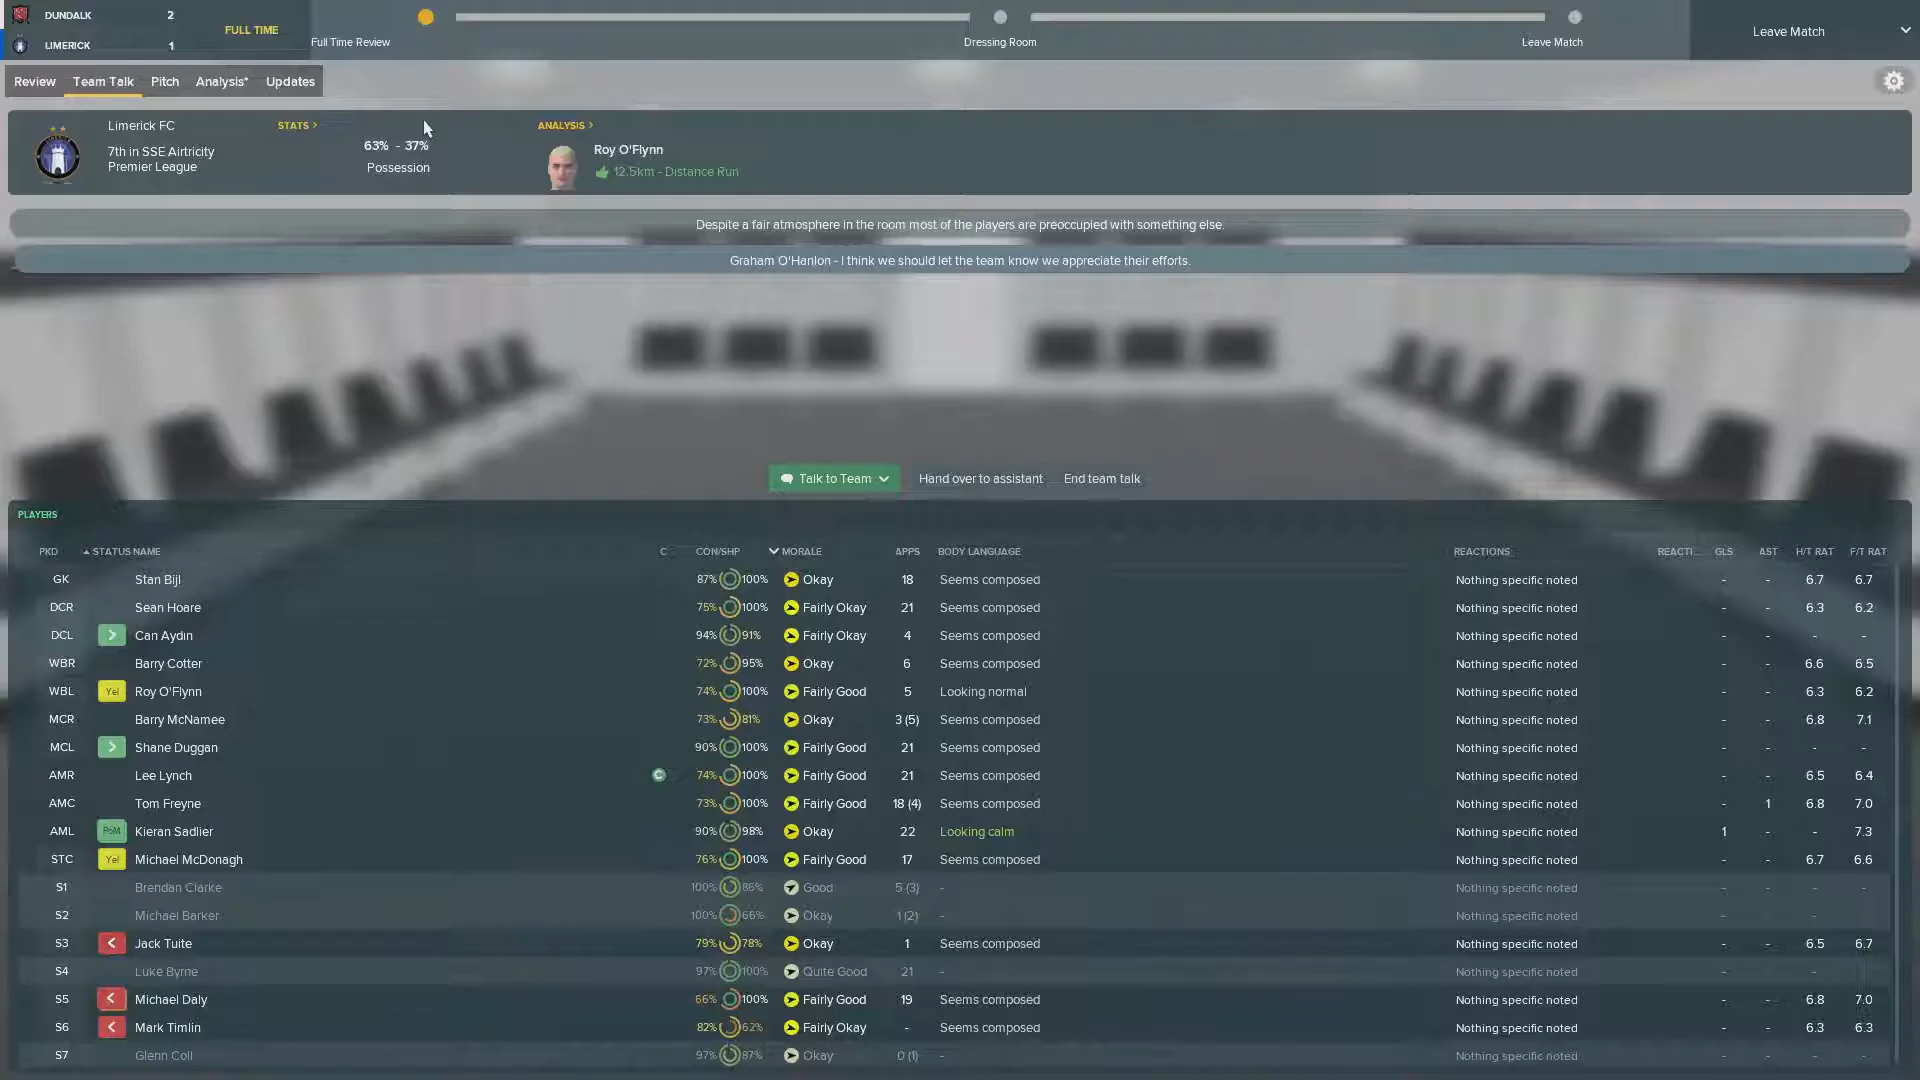 DUNDALK 2
LIMERICK 1
FULL TIME
Full Time Review
Dressing Room
Leave Match
Leave Match
Review Team Talk Pitch Analysis* Updates
Limerick FC
7th in SSE Airtricity
Premier League
STATS >
63% - 37%
Possession
ANALYSIS >
Roy O'Flynn
12.5km - Distance Run
Despite a fair atmosphere in the room most of the players are preoccupied with something else.
Graham O'Hanlon - I think we should let the team know we appreciate their efforts.
Talk to Team Hand over to assistant End team talk
PLAYERS
PKD STATUS NAME C CON/SHP MORALE APPS BODY LANGUAGE REACTIONS REACTI... GLS AST H/T RAT F/T RAT
GK Stan Bijl 87% 100% Okay 18 Seems composed Nothing specific noted - - 6.7 6.7
DCR Sean Hoare 75% 100% Fairly Okay 21 Seems composed Nothing specific noted - - 6.3 6.2
DCL Can Aydın 94% 91% Fairly Okay 4 Seems composed Nothing specific noted - - - -
WBR Barry Cotter 72% 95% Okay 6 Seems composed Nothing specific noted - - 6.6 6.5
WBL Yel Roy O'Flynn 74% 100% Fairly Good 5 Looking normal Nothing specific noted - - 6.3 6.2
MCR Barry McNamee 73% 81% Okay 3 (5) Seems composed Nothing specific noted - - 6.8 7.1
MCL Shane Duggan 90% 100% Fairly Good 21 Seems composed Nothing specific noted - - - -
AMR Lee Lynch C 74% 100% Fairly Good 21 Seems composed Nothing specific noted - - 6.5 6.4
AMC Tom Freyne 73% 100% Fairly Good 18 (4) Seems composed Nothing specific noted - 1 6.8 7.0
AML PoM Kieran Sadlier 90% 98% Okay 22 Looking calm Nothing specific noted 1 - - 7.3
STC Yel Michael McDonagh 76% 100% Fairly Good 17 Seems composed Nothing specific noted - - 6.7 6.6
S1 Brendan Clarke 100% 86% Good 5 (3) - Nothing specific noted - - - -
S2 Michael Barker 100% 66% Okay 1 (2) - Nothing specific noted - -
S3 Jack Tuite 79% 78% Okay 1 Seems composed Nothing specific noted - - 6.5 6.7
S4 Luke Byrne 97% 100% Quite Good 21 - Nothing specific noted - -
S5 Michael Daly 66% 100% Fairly Good 19 Seems composed Nothing specific noted - - 6.8 7.0
S6 Mark Timlin 82% 62% Fairly Okay - Seems composed Nothing specific noted - - 6.3 6.3
S7 Glenn Coll 97% 87% Okay 0 (1) - Nothing specific noted - - - -